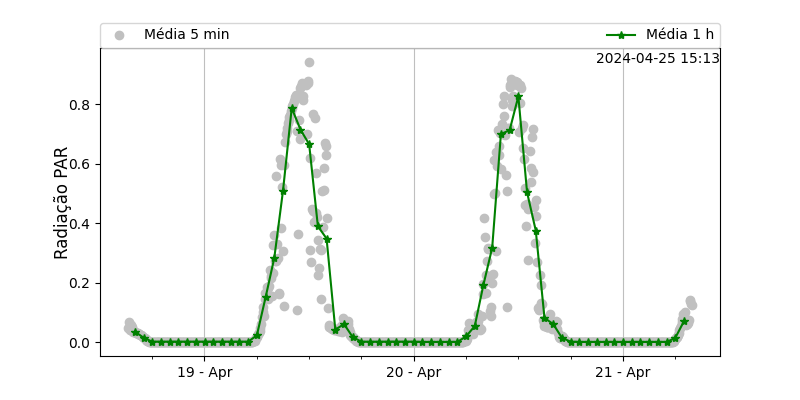 Média 5 min
Média 1 h
2024-04-25 15:13
Radiação PAR
0.8
0.6
0.4
0.2
0.0
19 - Apr
20 - Apr
21 - Apr